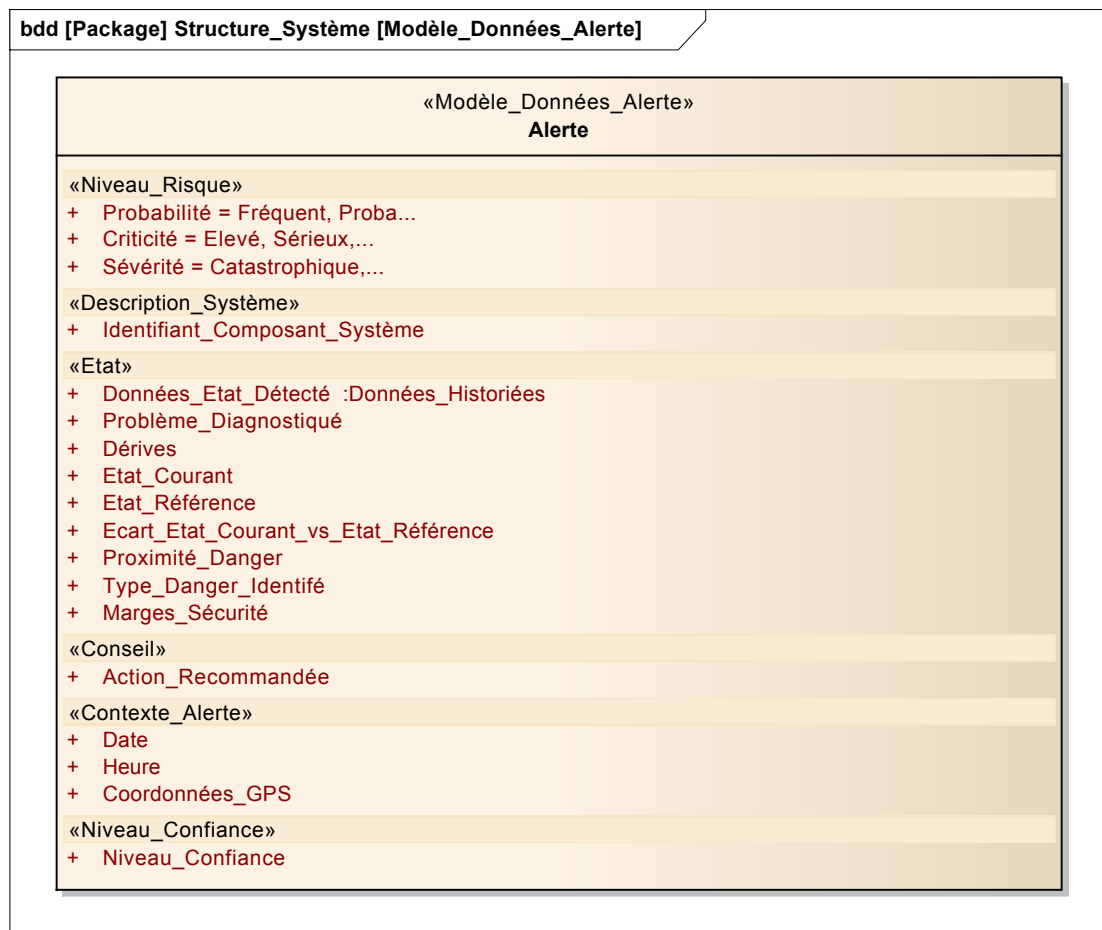 bdd [Package] Structure_Système [Modèle_Données_Alerte]
«Modèle_Données_Alerte»
Alerte
«Niveau_Risque»
+ Probabilité = Fréquent, Proba...
+ Criticité = Elevé, Sérieux,...
+ Sévérité = Catastrophique,...
«Description_Système»
+ Identifiant_Composant_Système
«Etat»
+ Données_Etat_Détecté :Données_Historiées
+ Problème_Diagnostiqué
+ Dérives
+ Etat_Courant
+ Etat_Référence
+ Ecart_Etat_Courant_vs_Etat_Référence
+ Proximité_Danger
+ Type_Danger_Identifé
+ Marges_Sécurité
«Conseil»
+ Action_Recommandée
«Contexte_Alerte»
+ Date
+ Heure
+ Coordonnées_GPS
«Niveau_Confiance»
+ Niveau_Confiance